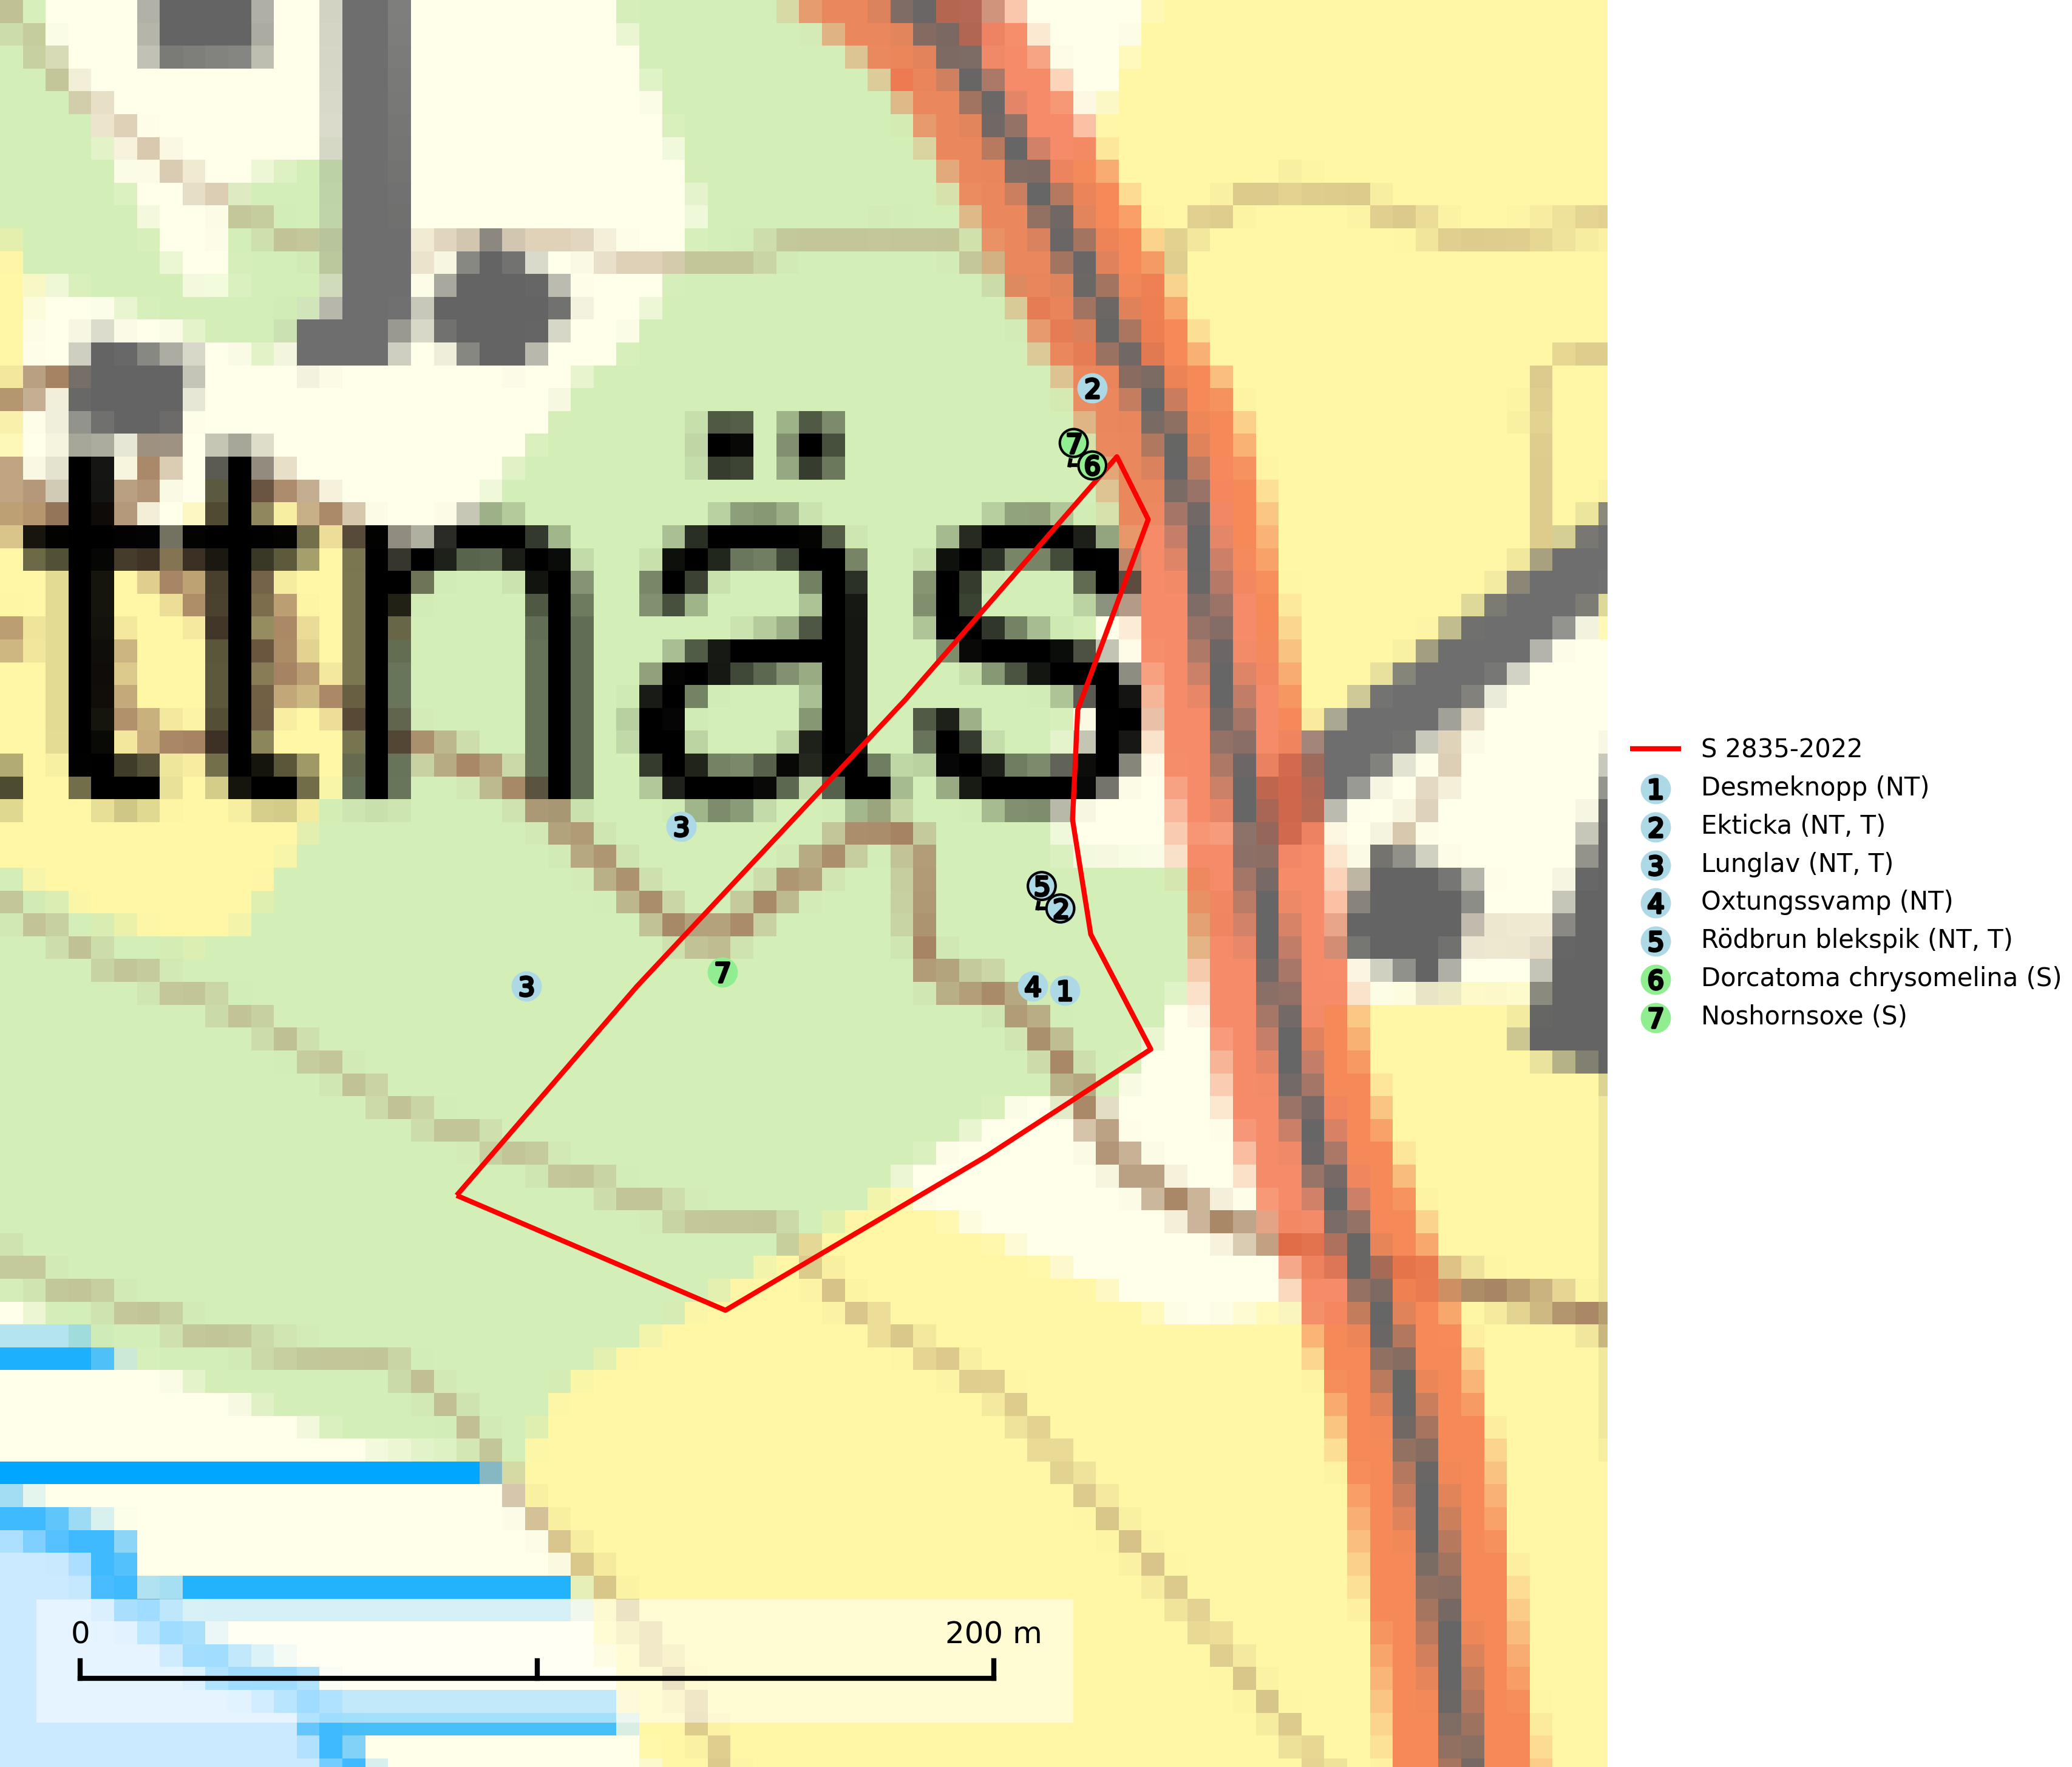 2
7
6
ttnäs
3
5
2
7
3
4 1
0 200 m
S 2835-2022
1 Desmeknopp (NT)
2 Ekticka (NT, T)
3 Lunglav (NT, T)
4 Oxtungssvamp (NT)
5 Rödbrun blekspik (NT, T)
6 Dorcatoma chrysomelina (S)
7 Noshornsoxe (S)